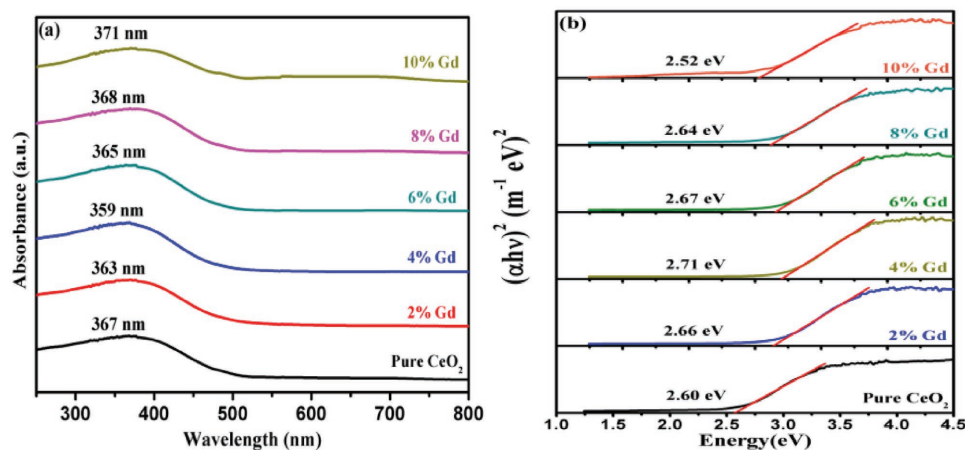 (a)
371 nm
10% Gd
368 nm
8% Gd
365 nm
6% Gd
359 nm
4% Gd
363 nm
2% Gd
367 nm
Pure CeO₂
Absorbance (a.u.)
300 400 500 600 700 800
Wavelength (nm)
(b)
2.52 eV
10% Gd
2.64 eV
8% Gd
2.67 eV
6% Gd
2.71 eV
4% Gd
2.66 eV
2% Gd
2.60 eV
Pure CeO₂
(αhν)² (m⁻¹ eV)²
1.0 1.5 2.0 2.5 3.0 3.5 4.0 4.5
Energy(eV)